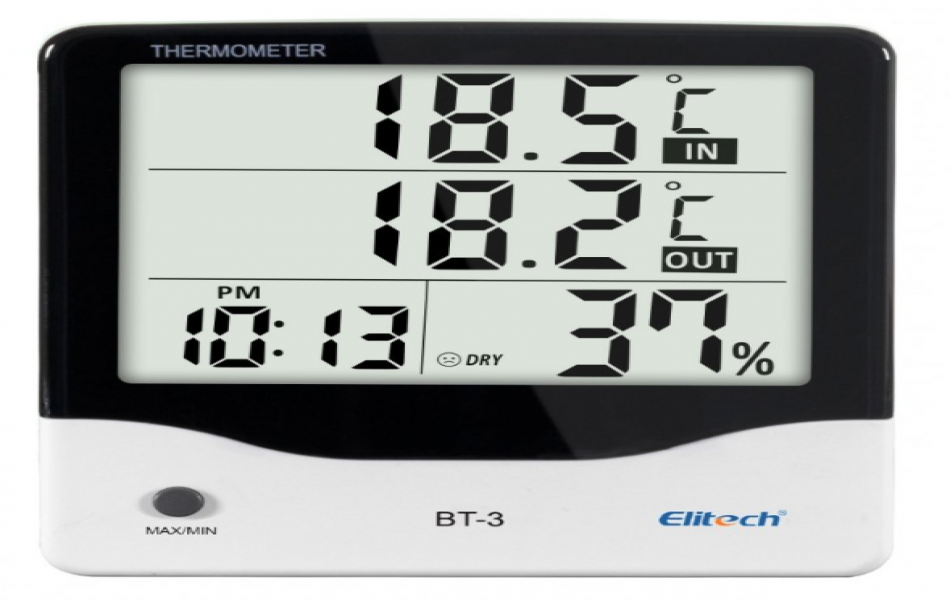 THERMOMETER
18.5 °C
IN
18.2 °C
OUT
PM
10:13
DRY
37%
MAX/MIN
BT-3
Elitech®